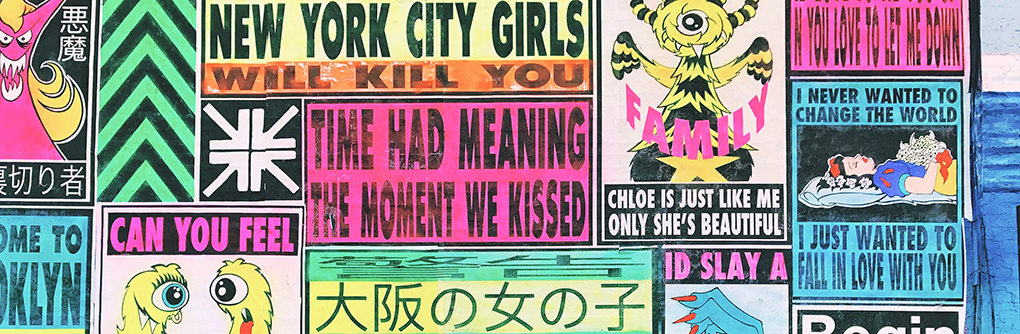 悪魔
裏切り者
OME TO
OKLYN
NEW YORK CITY GIRLS
WILL KILL YOU
TIME HAD MEANING
THE MOMENT WE KISSED
CAN YOU FEEL
大阪の女の子
FAMILY
CHLOE IS JUST LIKE ME
ONLY SHE'S BEAUTIFUL
ID SLAY A
N YOU LOVE TO LET ME DOWN
I NEVER WANTED TO
CHANGE THE WORLD
I JUST WANTED TO
FALL IN LOVE WITH YOU
Begin